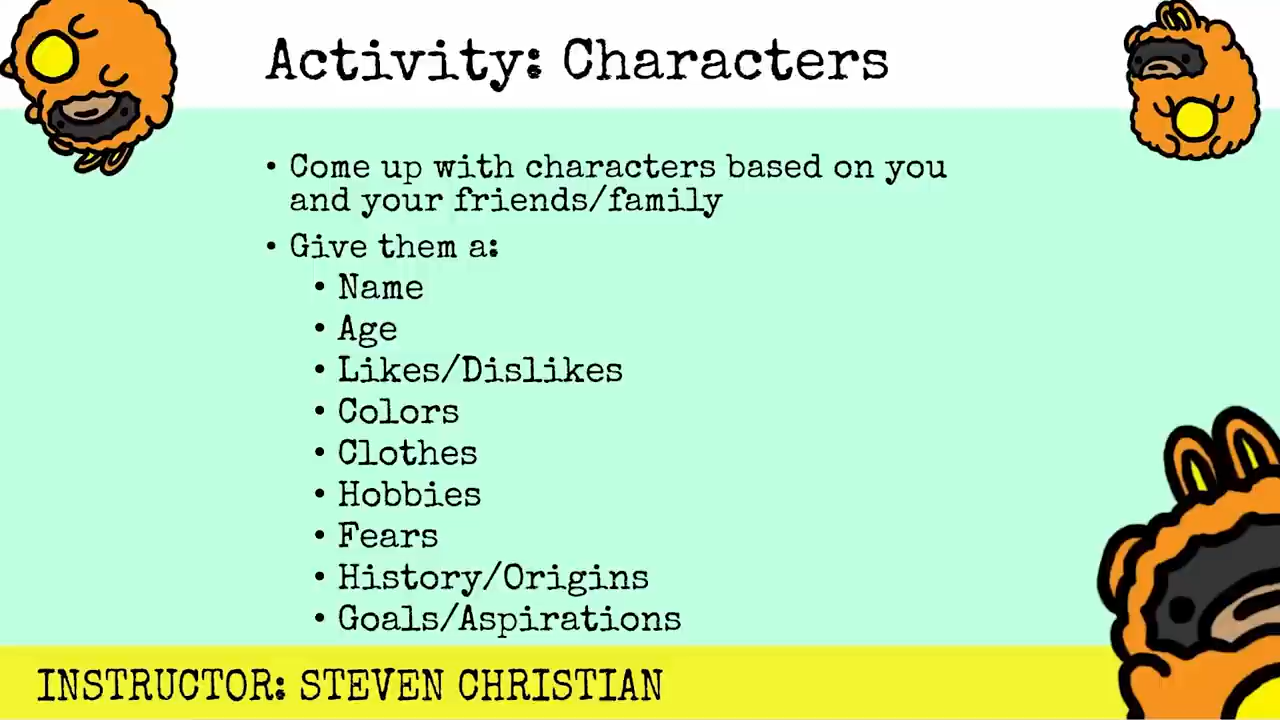 Activity: Characters
• Come up with characters based on you
and your friends/family
• Give them a:
• Name
• Age
• Likes/Dislikes
• Colors
• Clothes
• Hobbies
• Fears
• History/Origins
• Goals/Aspirations
INSTRUCTOR: STEVEN CHRISTIAN